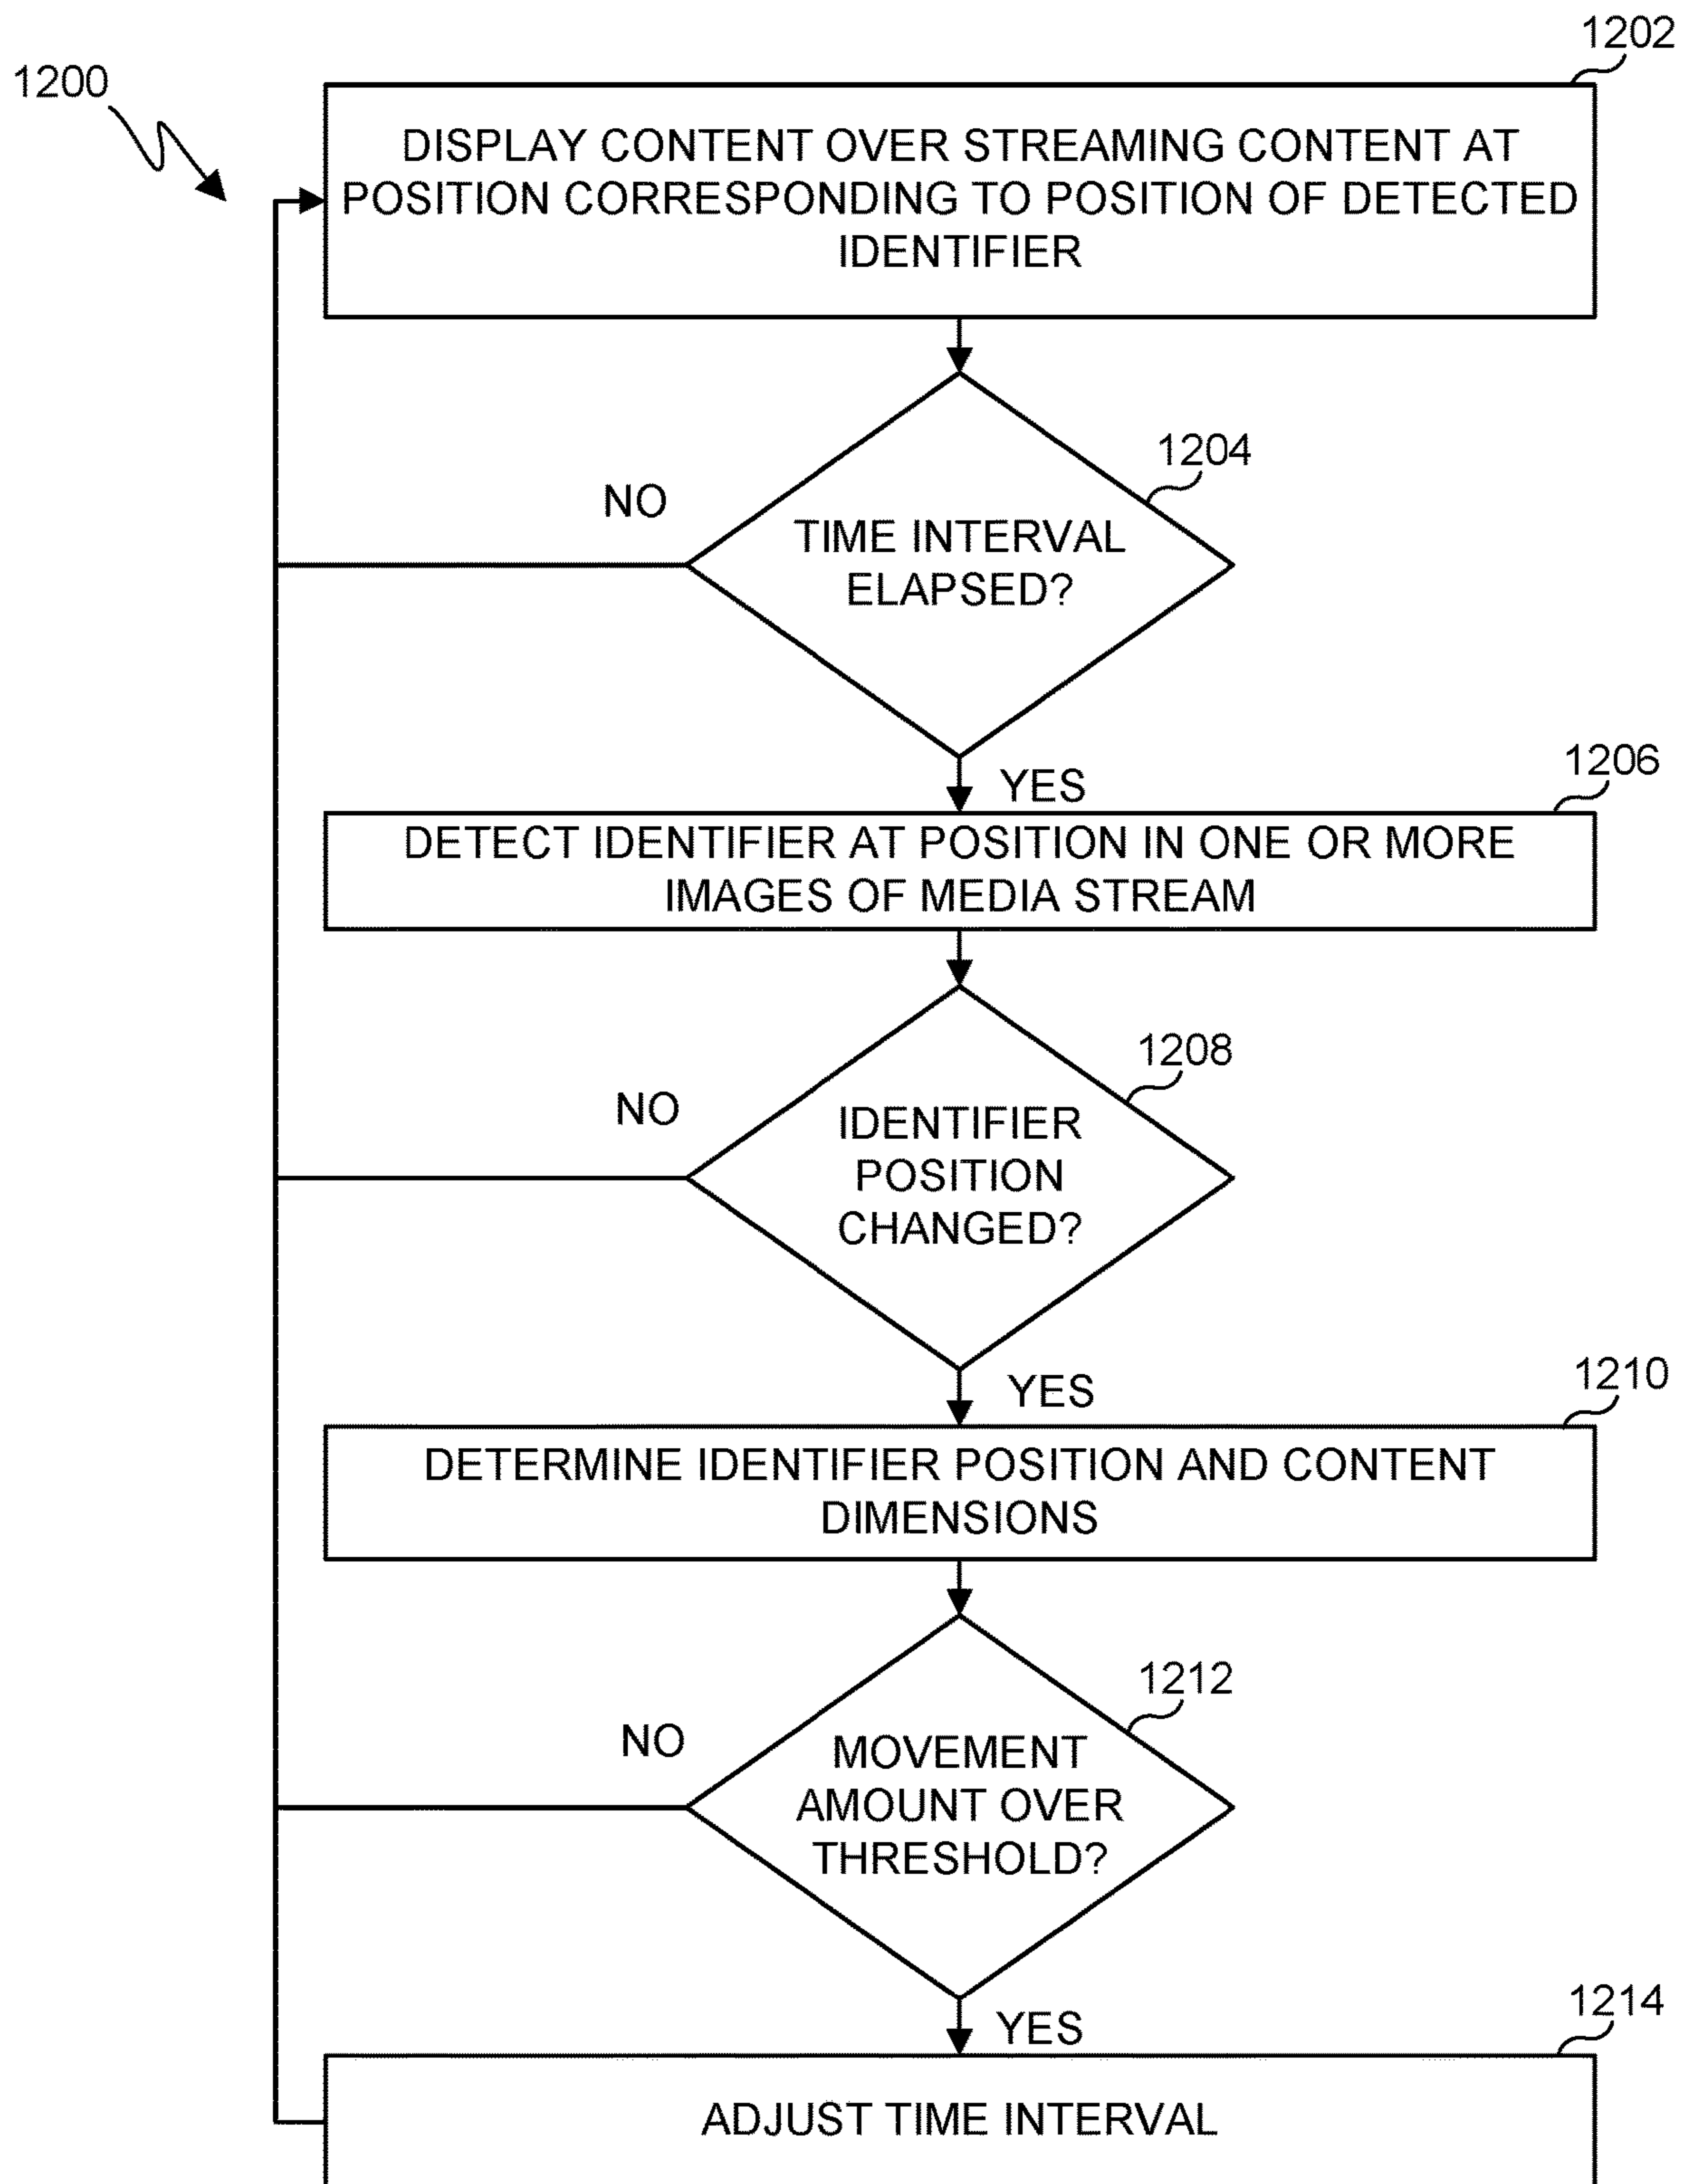 1202
1200
DISPLAY CONTENT OVER STREAMING CONTENT AT
POSITION CORRESPONDING TO POSITION OF DETECTED
IDENTIFIER
1204
NO
TIME INTERVAL
ELAPSED?
YES
1206
DETECT IDENTIFIER AT POSITION IN ONE OR MORE
IMAGES OF MEDIA STREAM
1208
NO
IDENTIFIER
POSITION
CHANGED?
YES
1210
DETERMINE IDENTIFIER POSITION AND CONTENT
DIMENSIONS
1212
NO
MOVEMENT
AMOUNT OVER
THRESHOLD?
YES
1214
ADJUST TIME INTERVAL